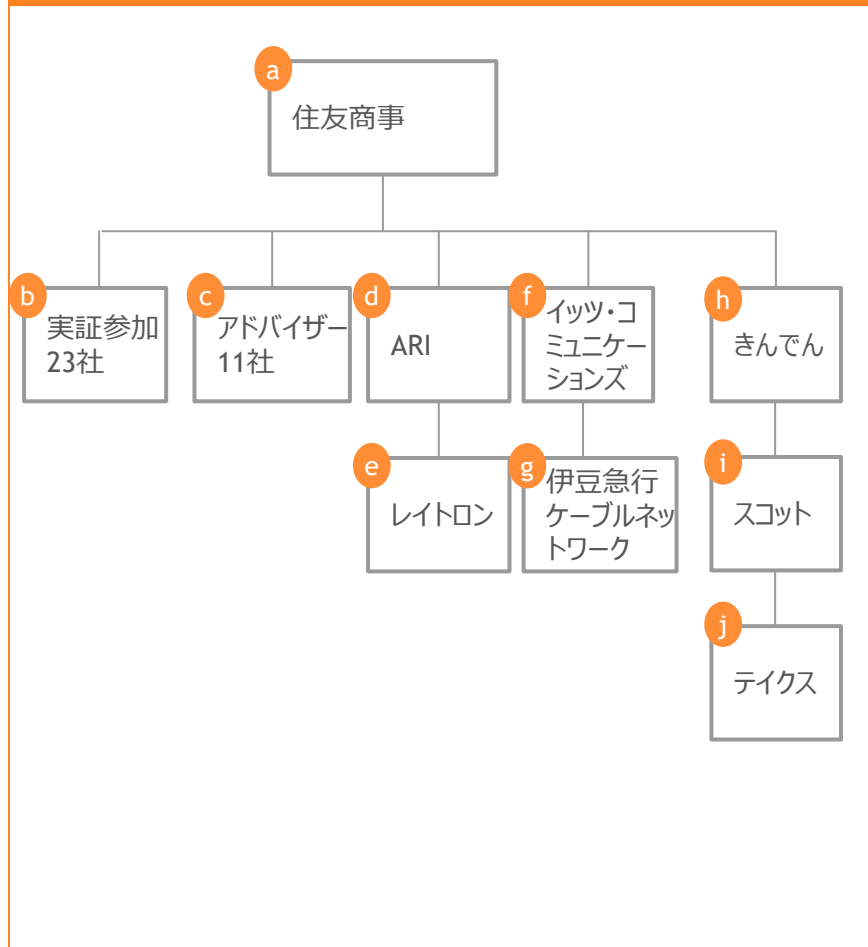 a
住友商事
b
実証参加
23社
c
アドバイザー
11社
d
ARI
f
イッツ・コ
ミュニケー
ションズ
h
きんでん
e
レイトロン
g
伊豆急行
ケーブルネッ
トワーク
i
スコット
j
テイクス